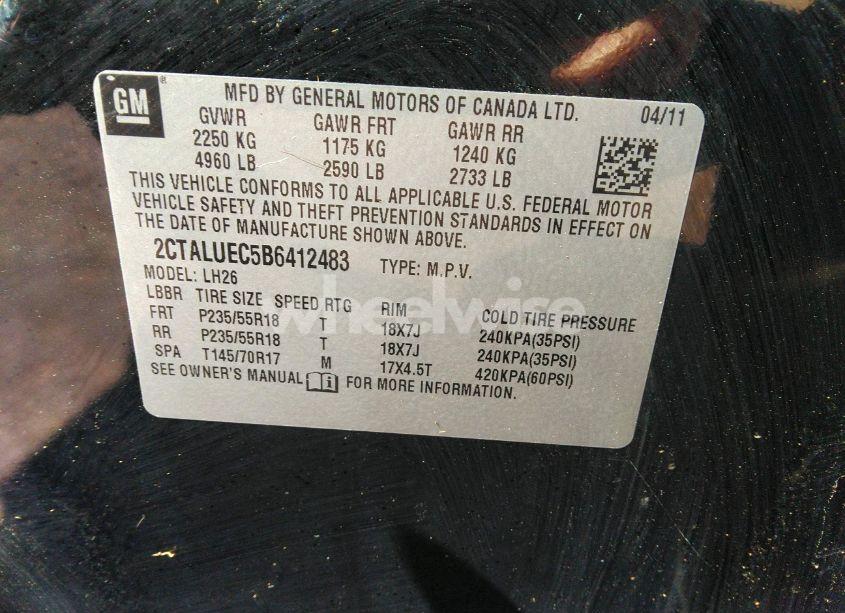 GM
MFD BY GENERAL MOTORS OF CANADA LTD. 04/11
GVWR GAWR FRT GAWR RR
2250 KG 1175 KG 1240 KG
4960 LB 2590 LB 2733 LB
THIS VEHICLE CONFORMS TO ALL APPLICABLE U.S. FEDERAL MOTOR
VEHICLE SAFETY AND THEFT PREVENTION STANDARDS IN EFFECT ON
THE DATE OF MANUFACTURE SHOWN ABOVE.
2CTALUEC5B6412483 TYPE: M.P.V.
MODEL: LH26
LBBR TIRE SIZE SPEED RTG RIM COLD TIRE PRESSURE
FRT P235/55R18 T 18X7J 240KPA(35PSI)
RR P235/55R18 T 18X7J 240KPA(35PSI)
SPA T145/70R17 M 17X4.5T 420KPA(60PSI)
SEE OWNER'S MANUAL FOR MORE INFORMATION.
wheelwise